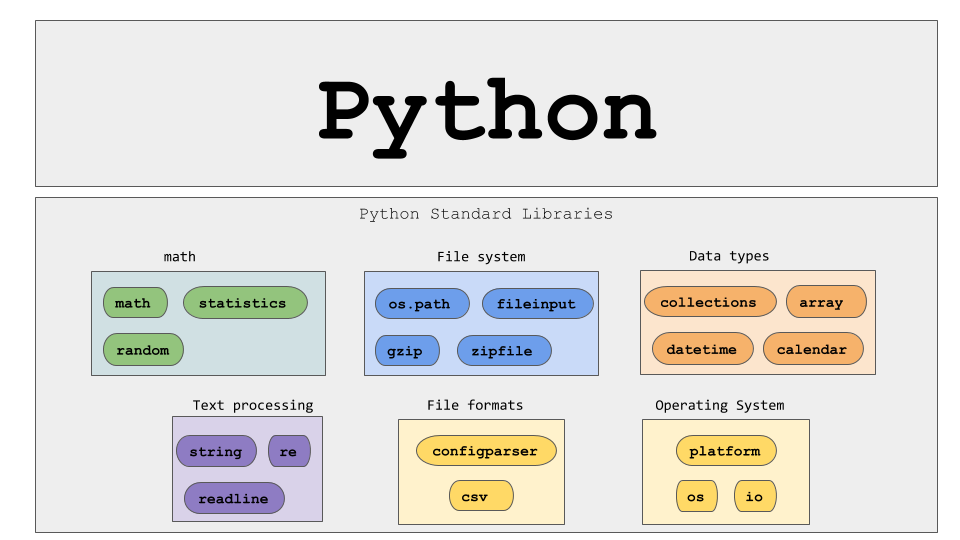 Python
Python Standard Libraries
math
File system
Data types
math statistics
random
os.path fileinput
gzip zipfile
collections array
datetime calendar
Text processing
File formats
Operating System
string re
readline
configparser
csv
platform
os io